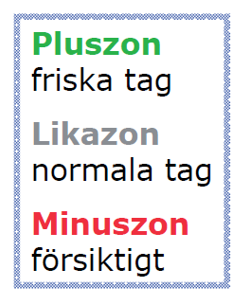 Pluszon
friska tag
Likazon
normala tag
Minuszon
försiktigt